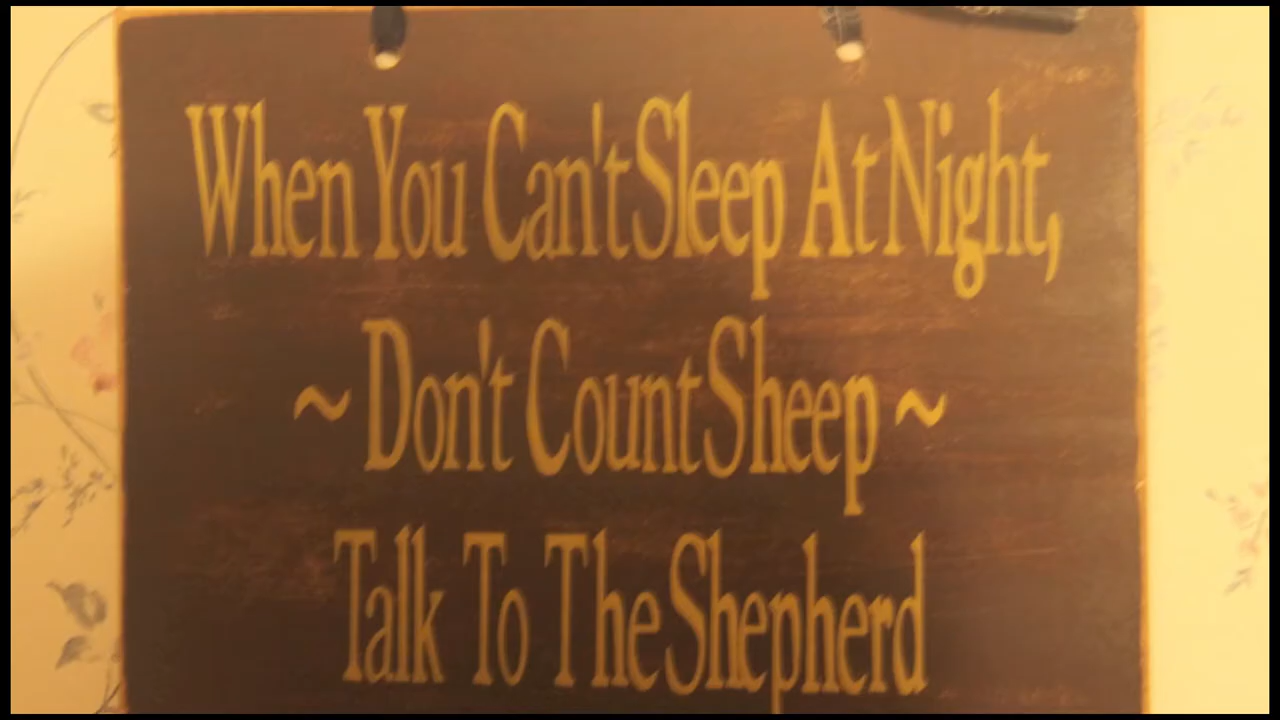 When You Can't Sleep At Night,
~ Don't Count Sheep ~
Talk To The Shepherd